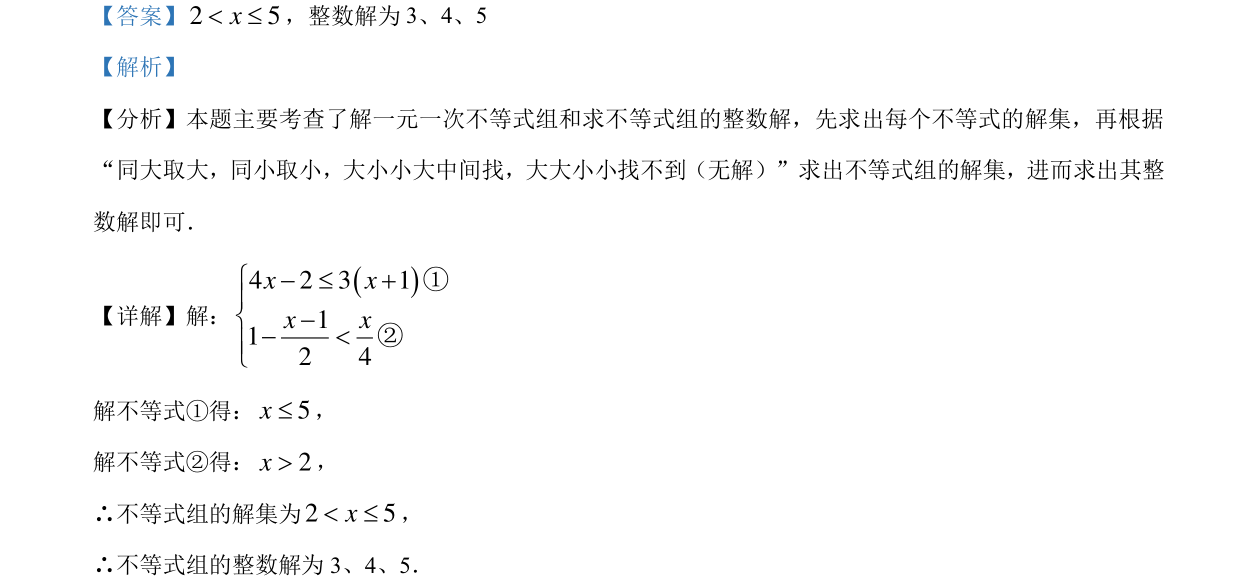 【答案】2 < x ≤ 5，整数解为 3、4、5
【解析】
【分析】本题主要考查了解一元一次不等式组和求不等式组的整数解，先求出每个不等式的解集，再根据
“同大取大，同小取小，大小小大中间找，大大小小找不到（无解）”求出不等式组的解集，进而求出其整
数解即可．
【详解】解：{4x − 2 ≤ 3(x + 1)①
1 − (x − 1)/2 < x/4②
解不等式①得：x ≤ 5，
解不等式②得：x > 2，
∴不等式组的解集为2 < x ≤ 5，
∴不等式组的整数解为 3、4、5．